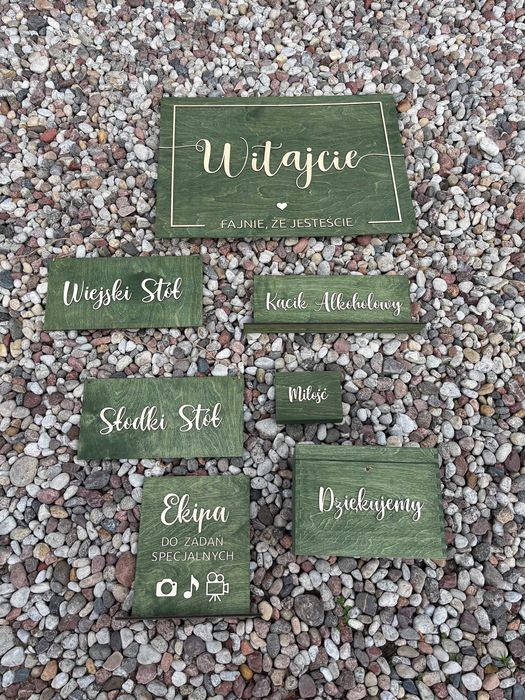 Witajcie
FAJNIE, ŻE JESTEŚCIE
Wiejski Stół
Kącik Alkoholowy
Słodki Stół
Miłość
Ekipa
DO ZADAŃ
SPECJALNYCH
Dziękujemy